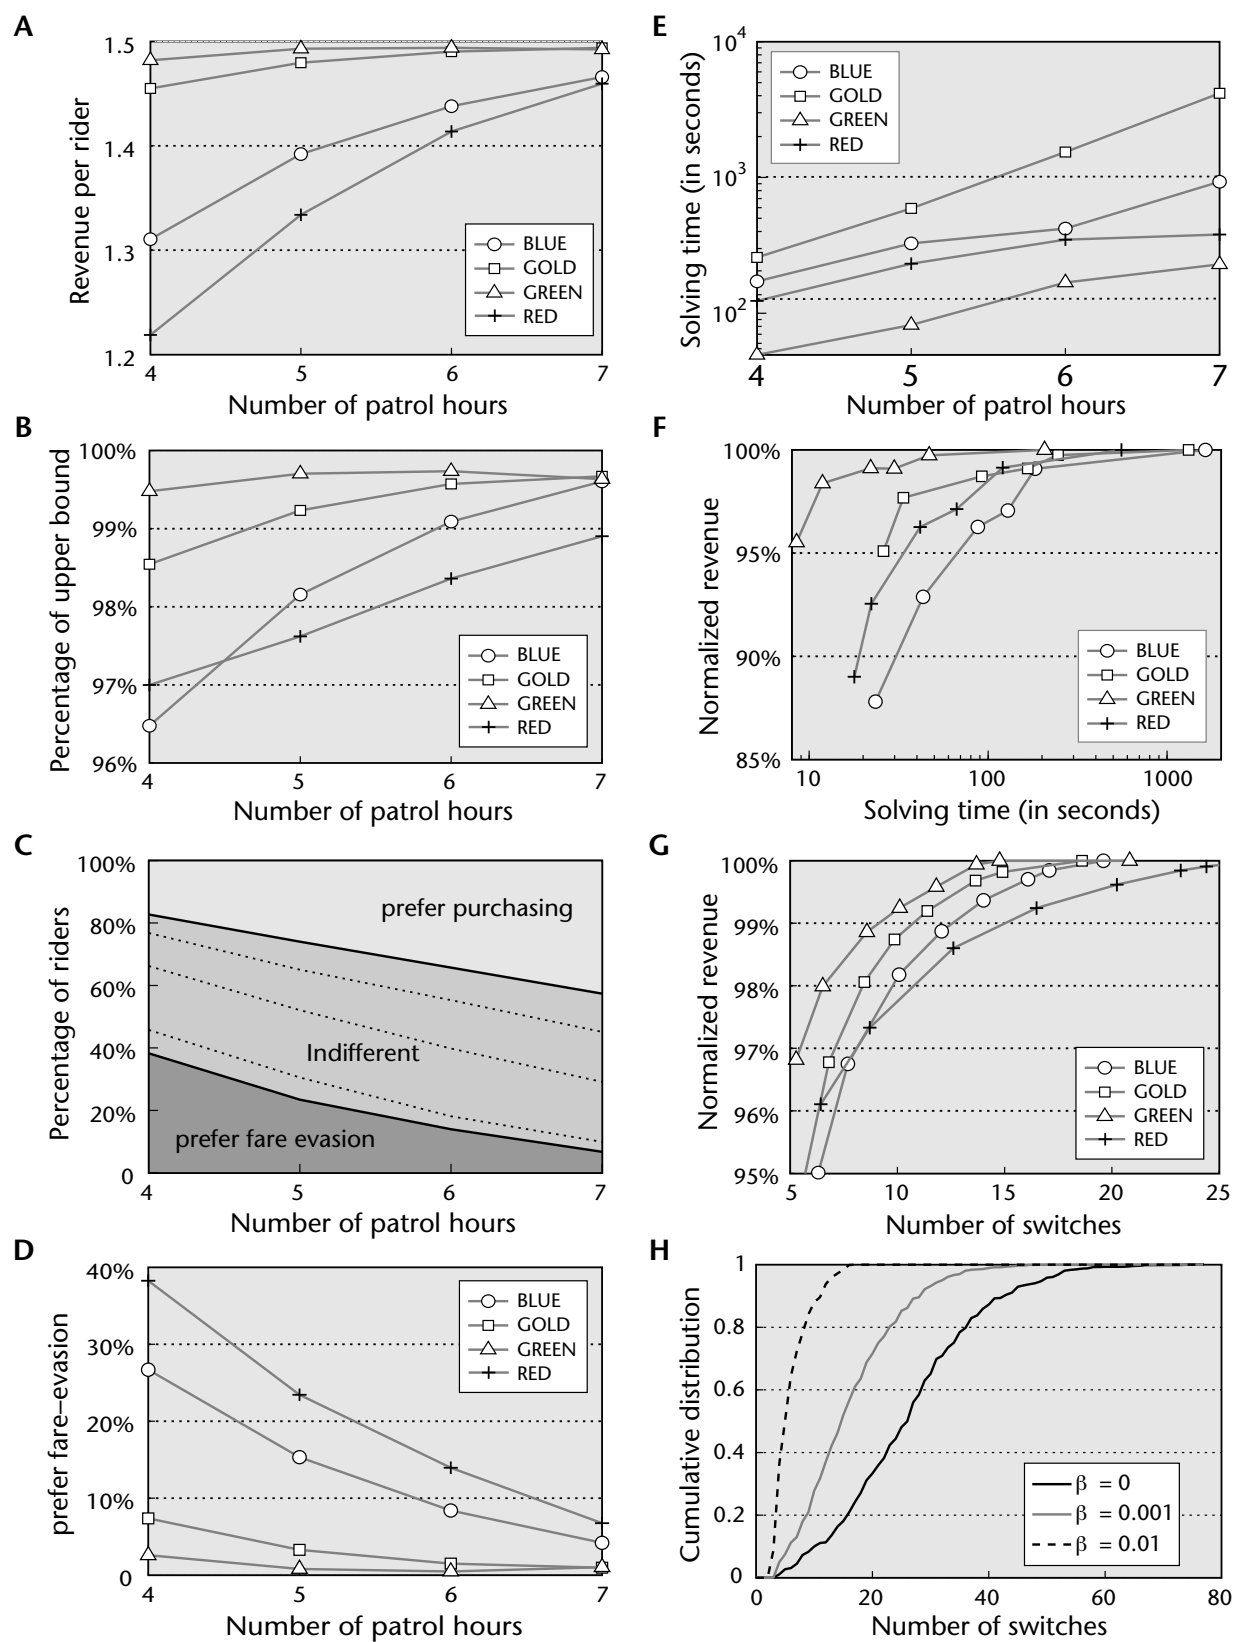 A
Revenue per rider
1.5
1.4
1.3
1.2
BLUE
GOLD
GREEN
RED
4 5 6 7
Number of patrol hours
B
Percentage of upper bound
100%
99%
98%
97%
96%
BLUE
GOLD
GREEN
RED
4 5 6 7
Number of patrol hours
C
Percentage of riders
100%
80%
60%
40%
20%
0
prefer purchasing
Indifferent
prefer fare evasion
4 5 6 7
Number of patrol hours
D
prefer fare–evasion
40%
30%
20%
10%
0
BLUE
GOLD
GREEN
RED
4 5 6 7
Number of patrol hours
E
Solving time (in seconds)
10^4
10^3
10^2
BLUE
GOLD
GREEN
RED
4 5 6 7
Number of patrol hours
F
Normalized revenue
100%
95%
90%
85%
BLUE
GOLD
GREEN
RED
10 100 1000
Solving time (in seconds)
G
Normalized revenue
100%
99%
98%
97%
96%
95%
BLUE
GOLD
GREEN
RED
5 10 15 20 25
Number of switches
H
Cumulative distribution
1
0.8
0.6
0.4
0.2
0
β = 0
β = 0.001
β = 0.01
0 20 40 60 80
Number of switches